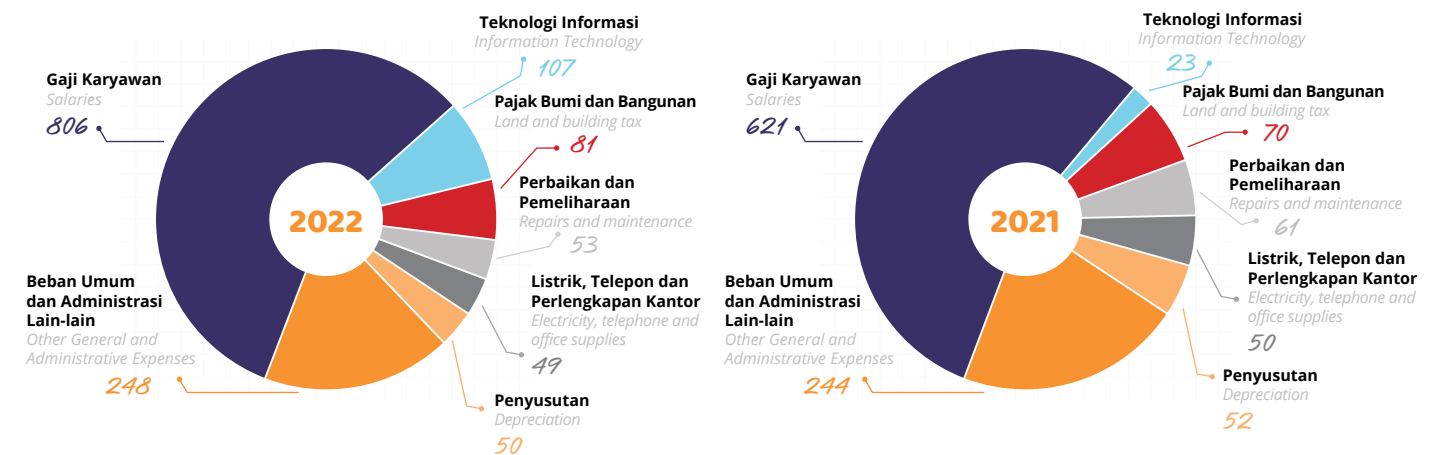 Teknologi Informasi
Information Technology
107
Gaji Karyawan
Salaries
806
Pajak Bumi dan Bangunan
Land and building tax
81
Perbaikan dan
Pemeliharaan
Repairs and maintenance
53
2022
Beban Umum
dan Administrasi
Lain-lain
Other General and
Administrative Expenses
248
Listrik, Telepon dan
Perlengkapan Kantor
Electricity, telephone and
office supplies
49
Penyusutan
Depreciation
50
Teknologi Informasi
Information Technology
23
Gaji Karyawan
Salaries
621
Pajak Bumi dan Bangunan
Land and building tax
70
Perbaikan dan
Pemeliharaan
Repairs and maintenance
61
2021
Beban Umum
dan Administrasi
Lain-lain
Other General and
Administrative Expenses
244
Listrik, Telepon dan
Perlengkapan Kantor
Electricity, telephone and
office supplies
50
Penyusutan
Depreciation
52